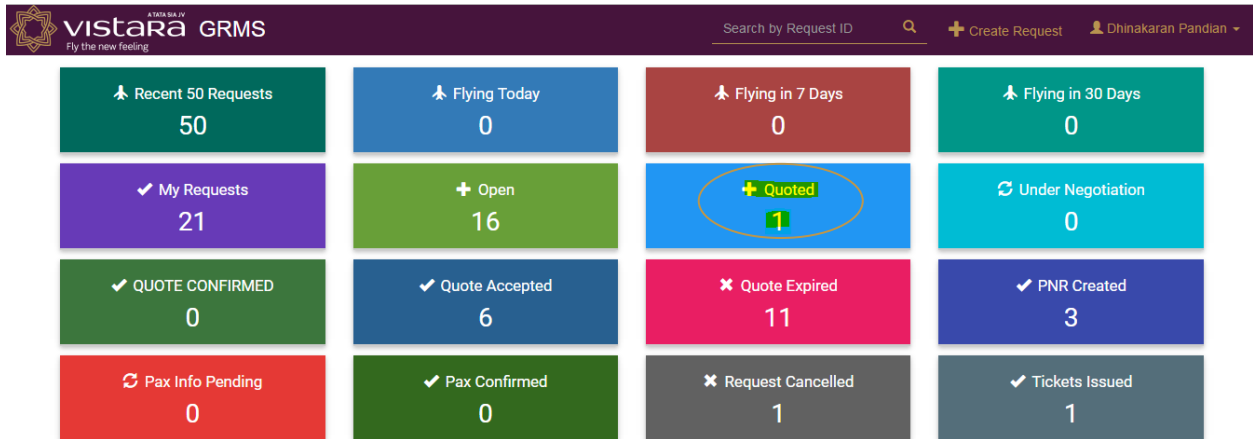 A TATA SIA JV
vistaRa GRMS
Fly the new feeling
Search by Request ID
Create Request
Dhinakaran Pandian
Recent 50 Requests
50
Flying Today
0
Flying in 7 Days
0
Flying in 30 Days
0
My Requests
21
Open
16
Quoted
1
Under Negotiation
0
QUOTE CONFIRMED
0
Quote Accepted
6
Quote Expired
11
PNR Created
3
Pax Info Pending
0
Pax Confirmed
0
Request Cancelled
1
Tickets Issued
1